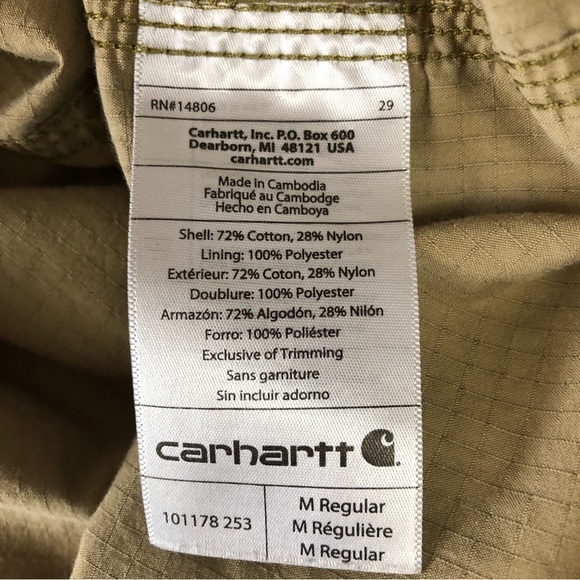 RN#14806 29
Carhartt, Inc. P.O. Box 600
Dearborn, MI 48121 USA
carhartt.com
Made in Cambodia
Fabriqué au Cambodge
Hecho en Camboya
Shell: 72% Cotton, 28% Nylon
Lining: 100% Polyester
Extérieur: 72% Coton, 28% Nylon
Doublure: 100% Polyester
Armazón: 72% Algodón, 28% Nilón
Forro: 100% Poliéster
Exclusive of Trimming
Sans garniture
Sin incluir adorno
carhartt
101178 253
M Regular
M Régulière
M Regular